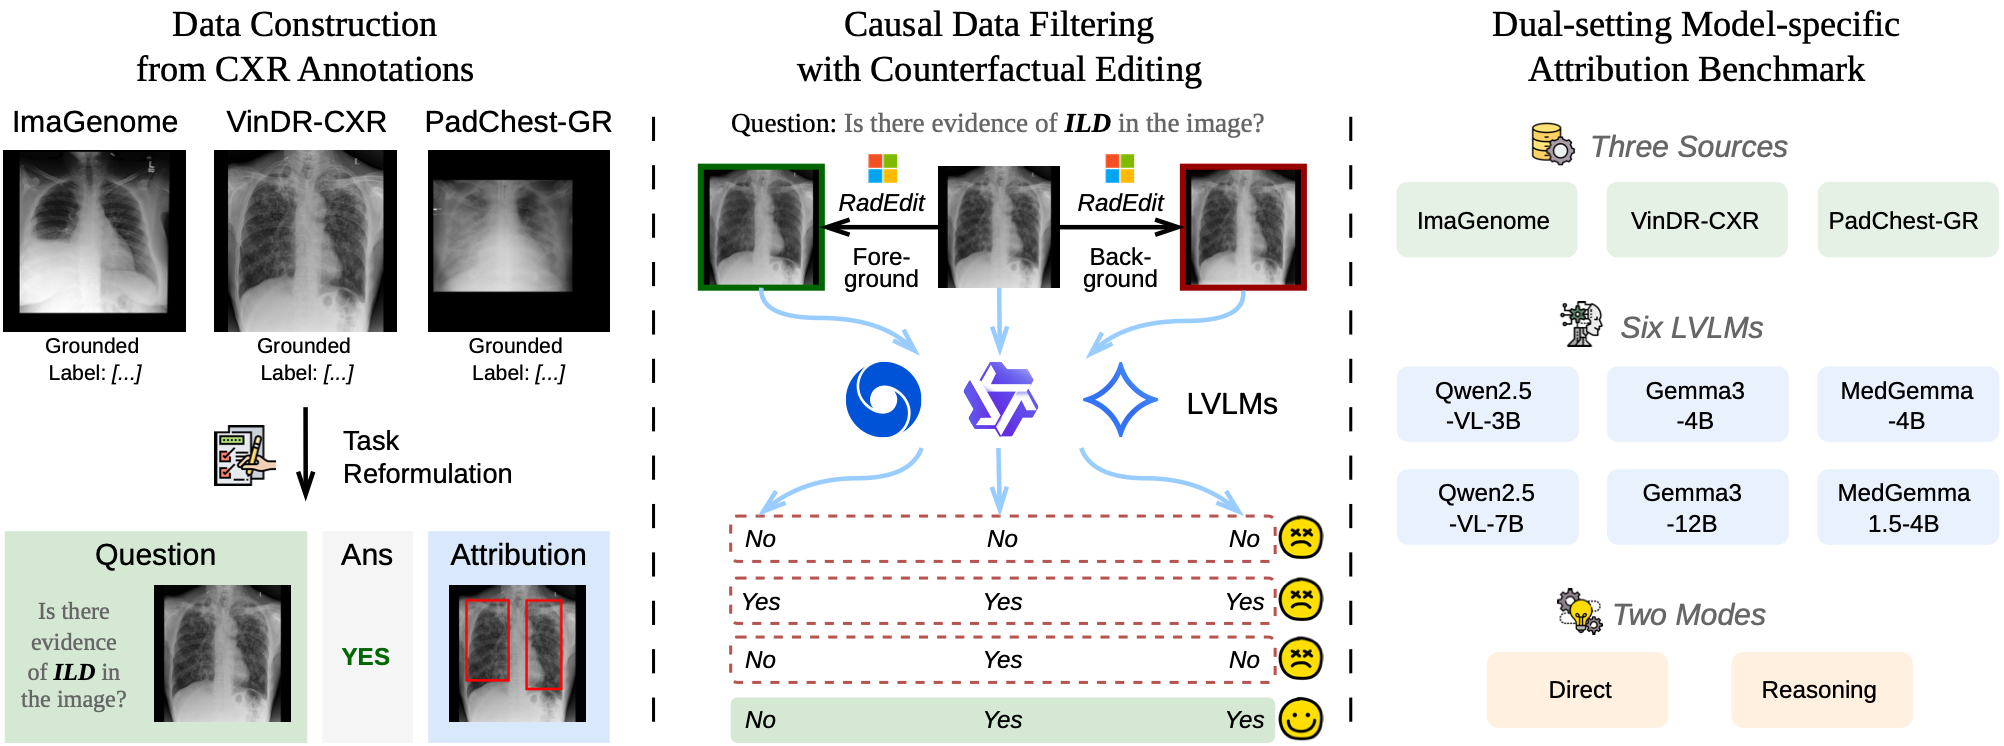 Data Construction
from CXR Annotations
ImaGenome
VinDR-CXR
PadChest-GR
Grounded
Label: [...]
Grounded
Label: [...]
Grounded
Label: [...]
Task
Reformulation
Question
Is there
evidence
of ILD in
the image?
Ans
YES
Attribution
Causal Data Filtering
with Counterfactual Editing
Question: Is there evidence of ILD in the image?
RadEdit
Fore-
ground
RadEdit
Back-
ground
LVLMs
No No No
Yes Yes Yes
No Yes No
No Yes Yes
Dual-setting Model-specific
Attribution Benchmark
Three Sources
ImaGenome
VinDR-CXR
PadChest-GR
Six LVLMs
Qwen2.5
-VL-3B
Gemma3
-4B
MedGemma
-4B
Qwen2.5
-VL-7B
Gemma3
-12B
MedGemma
1.5-4B
Two Modes
Direct
Reasoning